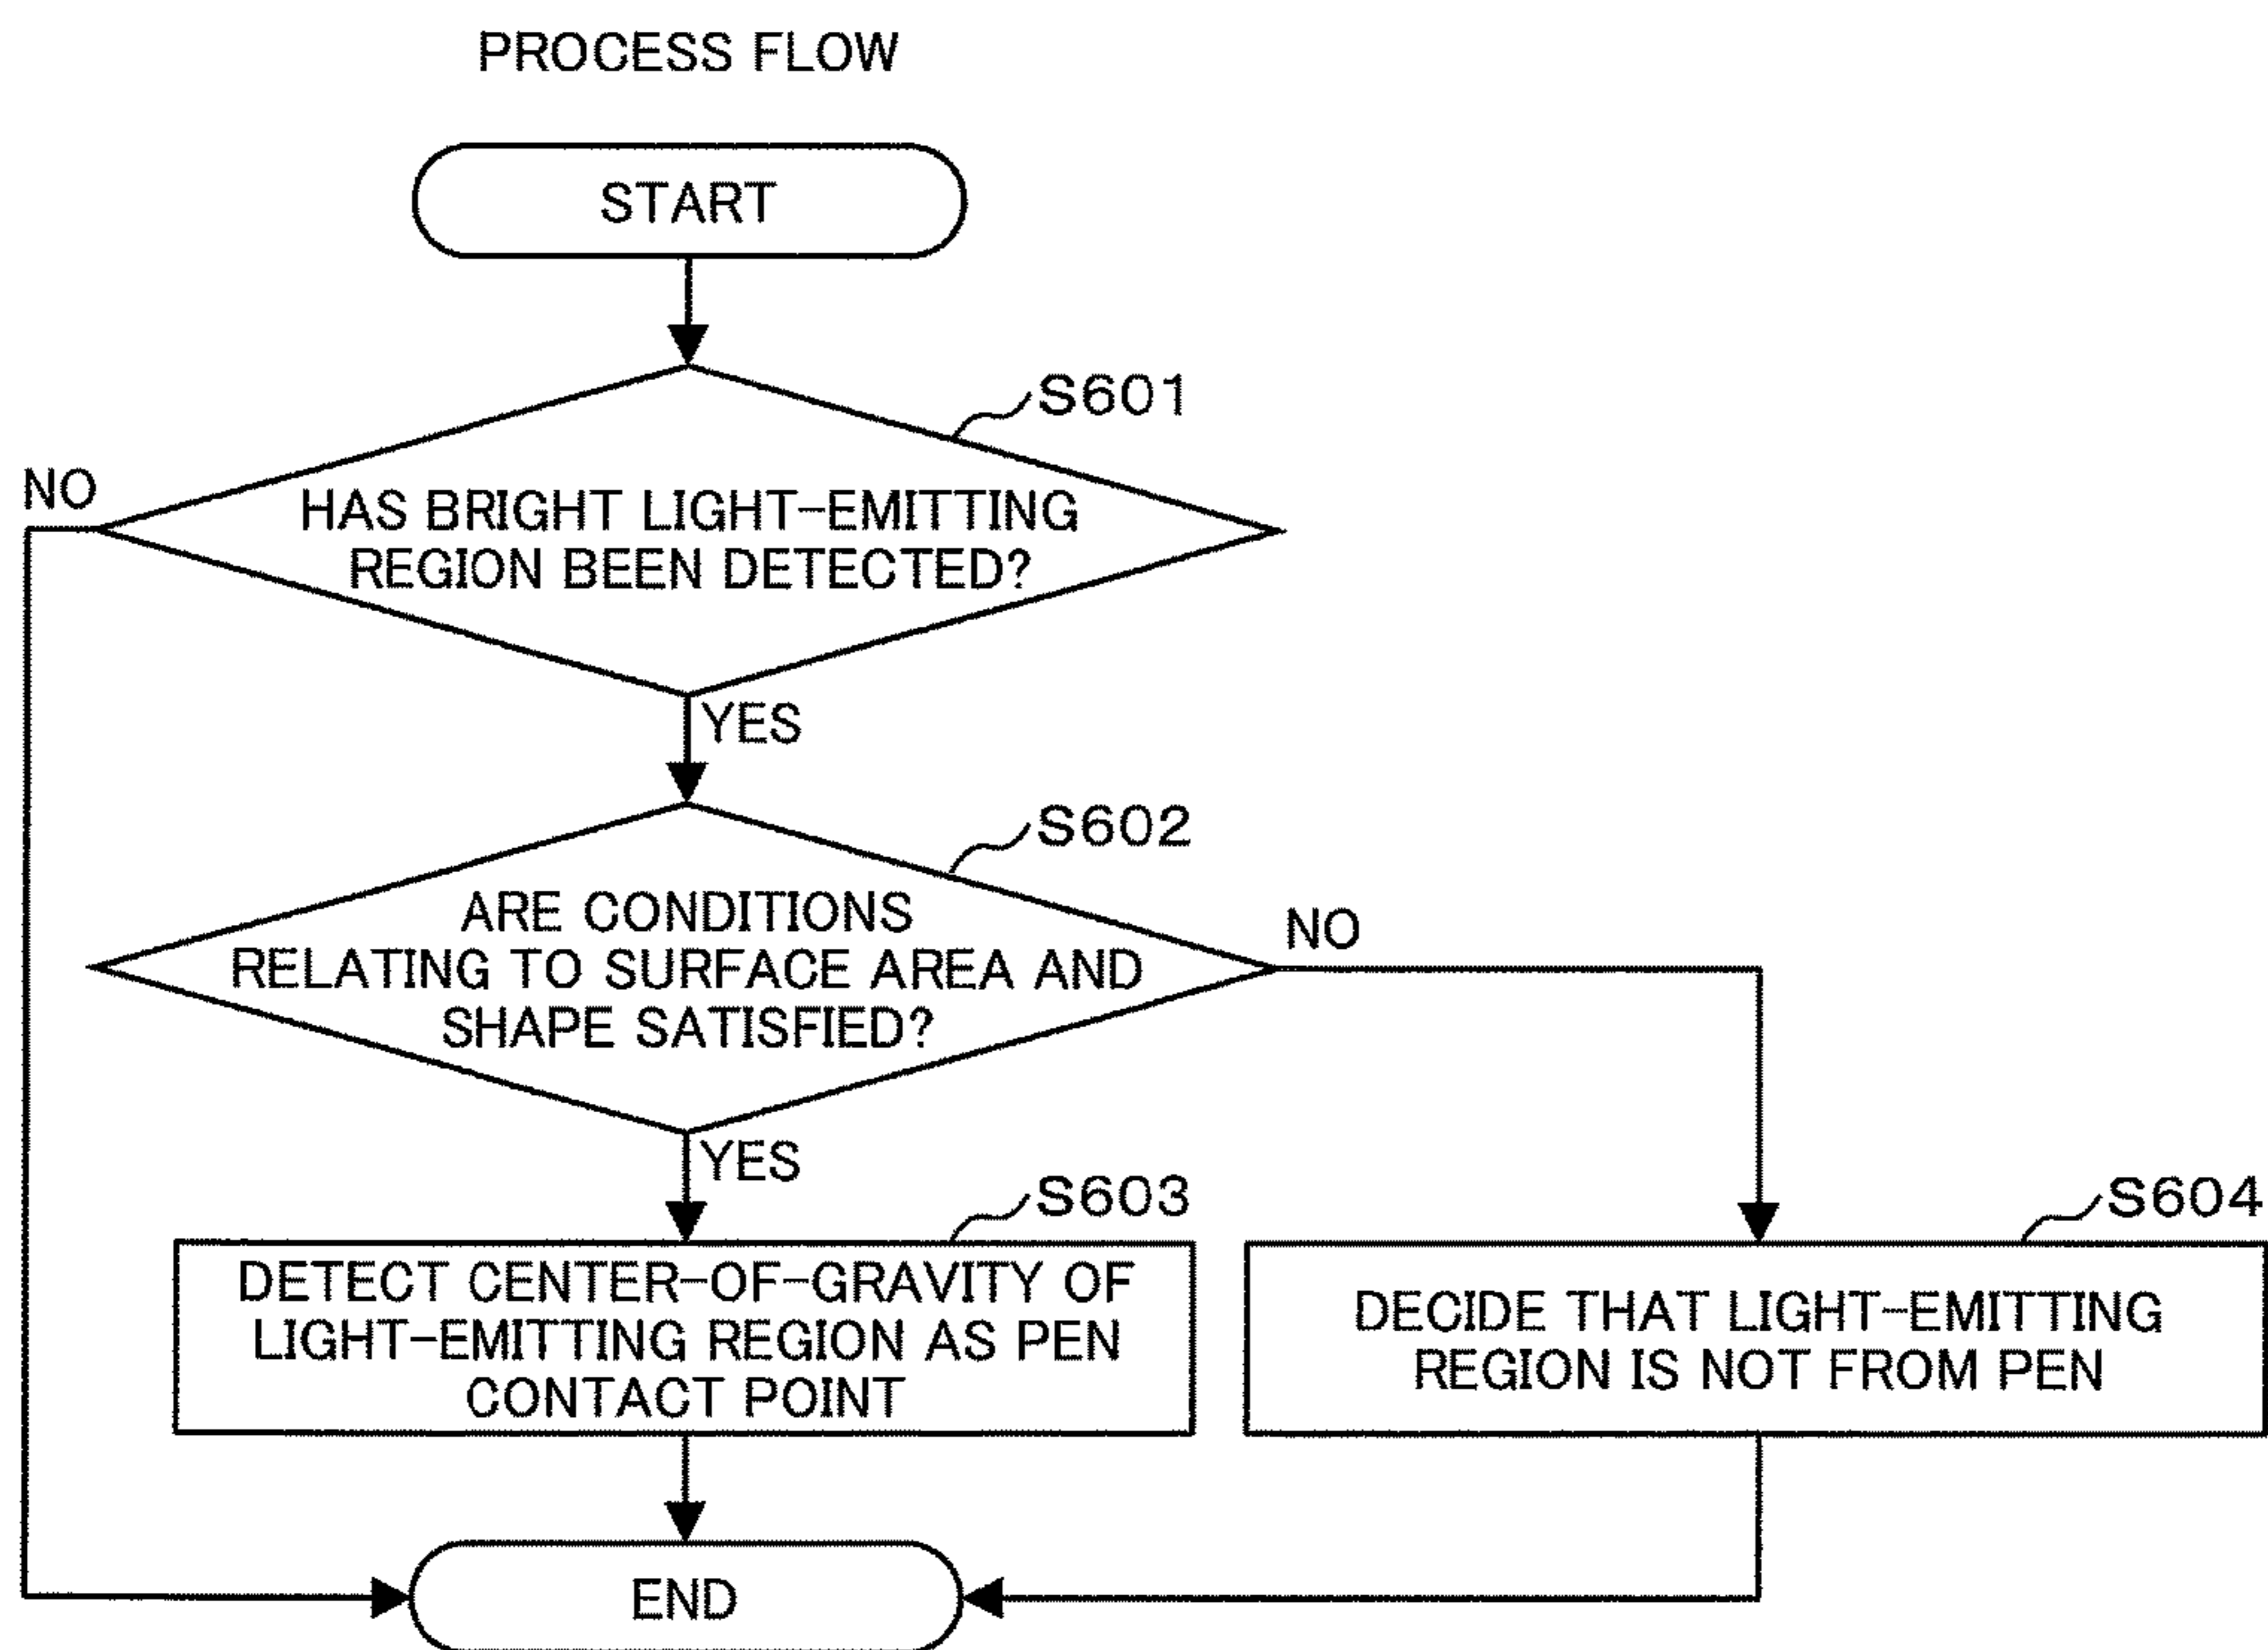 PROCESS FLOW
START
S601
NO
HAS BRIGHT LIGHT-EMITTING
REGION BEEN DETECTED?
YES
S602
ARE CONDITIONS
RELATING TO SURFACE AREA AND
SHAPE SATISFIED?
NO
YES
S603
DETECT CENTER-OF-GRAVITY OF
LIGHT-EMITTING REGION AS PEN
CONTACT POINT
S604
DECIDE THAT LIGHT-EMITTING
REGION IS NOT FROM PEN
END